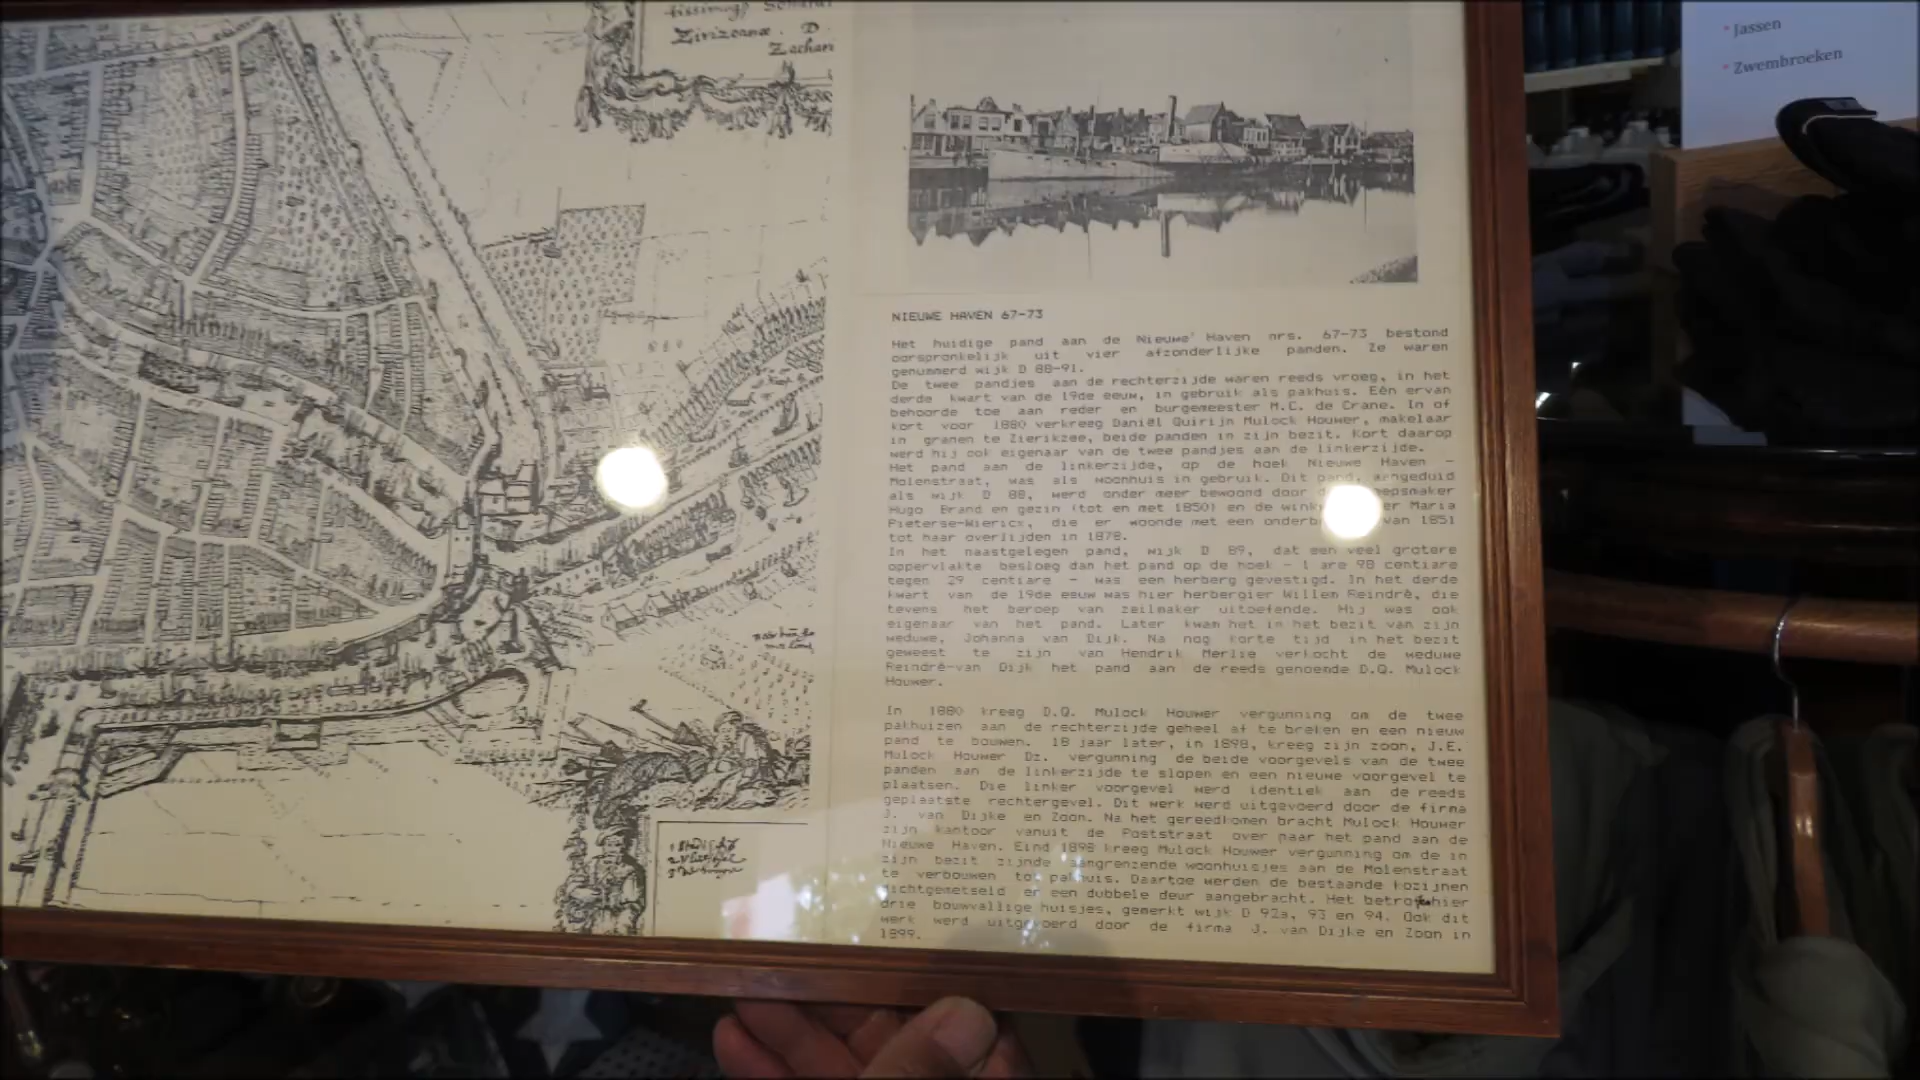 Zirizeanæ. D.
Zachar
Jassen
Zwembroeken
NIEUWE HAVEN 67-73
Het huidige pand aan de Nieuwe' Haven nrs. 67-73 bestond
oorspronkelijk uit vier afzonderlijke panden. Ze waren
genummerd wijk D 88-91.
De twee pandjes aan de rechterzijde waren reeds vroeg, in het
derde kwart van de 19de eeuw, in gebruik als pakhuis. Eén ervan
behoorde toe aan reder en burgemeester M.C. de Crane. In of
kort voor 1880 verkreeg Daniël Quirijn Mulock Houwer, makelaar
in granen te Zierikzee, beide panden in zijn bezit. Kort daarop
werd hij ook eigenaar van de twee pandjes aan de linkerzijde.
Het pand aan de linkerzijde, op de hoek Nieuwe Haven -
Molenstraat, was als woonhuis in gebruik. Dit pand, aangeduid
als wijk D 88, werd onder meer bewoond door
Hugo Brand en gezin (tot en met 1850) en de Maria
Pieterse-Wierics, die er woonde met een van 1851
tot haar overlijden in 1878.
In het naastgelegen pand, wijk D 89, dat een veel grotere
oppervlakte besloeg dan het pand op de hoek - 1 are 98 centiare
tegen 29 centiare - was een herberg gevestigd. In het derde
kwart van de 19de eeuw was hier herbergier Willem Reindré, die
tevens het beroep van zeilmaker uitoefende. Hij was ook
eigenaar van het pand. Later kwam het in het bezit van zijn
weduwe, Johanna van Dijk. Na nog korte tijd in het bezit
geweest te zijn van Hendrik Merlie verkocht de weduwe
Reindré-van Dijk het pand aan de reeds genoemde D.Q. Mulock
Houwer.
In 1880 kreeg D.Q. Mulock Houwer vergunning om de twee
pakhuizen aan de rechterzijde geheel af te breken en een nieuw
pand te bouwen. 18 jaar later, in 1898, kreeg zijn zoon, J.E.
Mulock Houwer Dz. vergunning de beide voorgevels van de twee
panden aan de linkerzijde te slopen en een nieuwe voorgevel te
plaatsen. Die linker voorgevel werd identiek aan de reeds
geplaatste rechtergevel. Dit werk werd uitgevoerd door de firma
J. van Dijke en Zoon. Na het gereedkomen bracht Mulock Houwer
zijn kantoor vanuit de Poststraat over naar het pand aan de
Nieuwe Haven. Eind 1898 kreeg Mulock Houwer vergunning om de in
zijn bezit zijnde aangrenzende woonhuisjes aan de Molenstraat
te verbouwen tot pakhuis. Daartoe werden de bestaande kozijnen
dichtgemetseld en een dubbele deur aangebracht. Het betrof hier
drie bouwvallige huisjes, gemerkt wijk D 92a, 93 en 94. Ook dit
werk werd uitgevoerd door de firma J. van Dijke en Zoon in
1899.